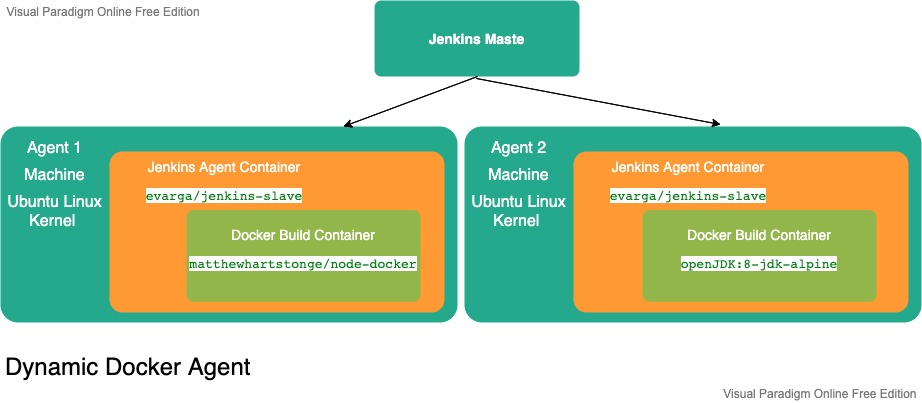 Visual Paradigm Online Free Edition
Jenkins Maste
Agent 1
Machine
Ubuntu Linux
Kernel
Jenkins Agent Container
evarga/jenkins-slave
Docker Build Container
matthewhartstonge/node-docker
Agent 2
Machine
Ubuntu Linux
Kernel
Jenkins Agent Container
evarga/jenkins-slave
Docker Build Container
openJDK:8-jdk-alpine
Dynamic Docker Agent
Visual Paradigm Online Free Edition